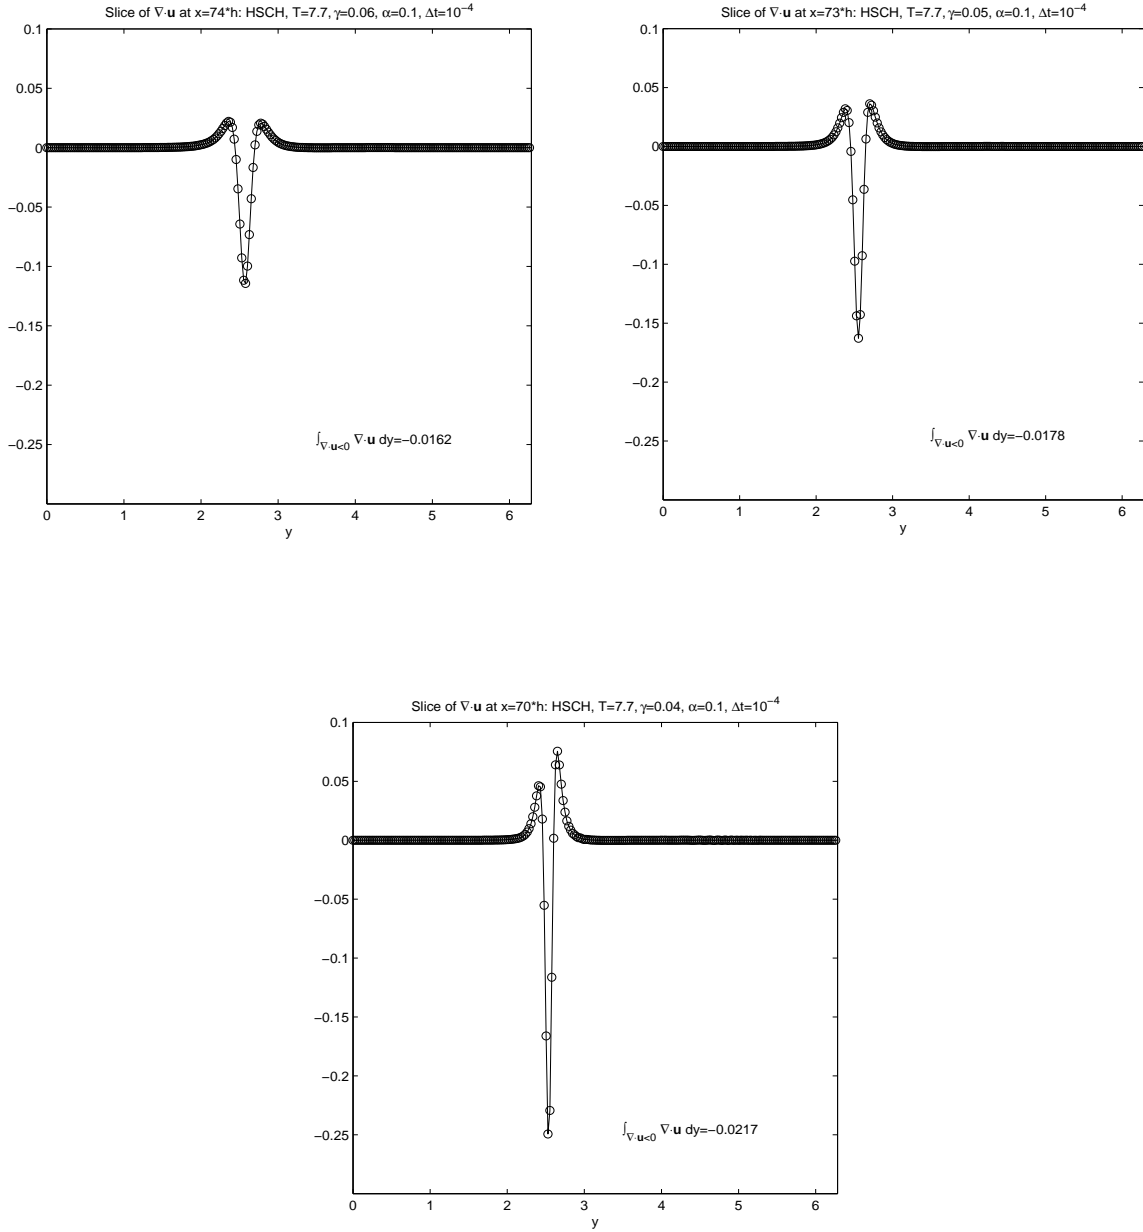 Slice of ∇·u at x=74*h: HSCH, T=7.7, γ=0.06, α=0.1, Δt=10⁻⁴
0.1
0.05
0
−0.05
−0.1
−0.15
−0.2
−0.25
∫∇·u<0 ∇·u dy=−0.0162
0 1 2 3 4 5 6
y
Slice of ∇·u at x=73*h: HSCH, T=7.7, γ=0.05, α=0.1, Δt=10⁻⁴
0.1
0.05
0
−0.05
−0.1
−0.15
−0.2
−0.25
∫∇·u<0 ∇·u dy=−0.0178
0 1 2 3 4 5 6
y
Slice of ∇·u at x=70*h: HSCH, T=7.7, γ=0.04, α=0.1, Δt=10⁻⁴
0.1
0.05
0
−0.05
−0.1
−0.15
−0.2
−0.25
∫∇·u<0 ∇·u dy=−0.0217
0 1 2 3 4 5 6
y